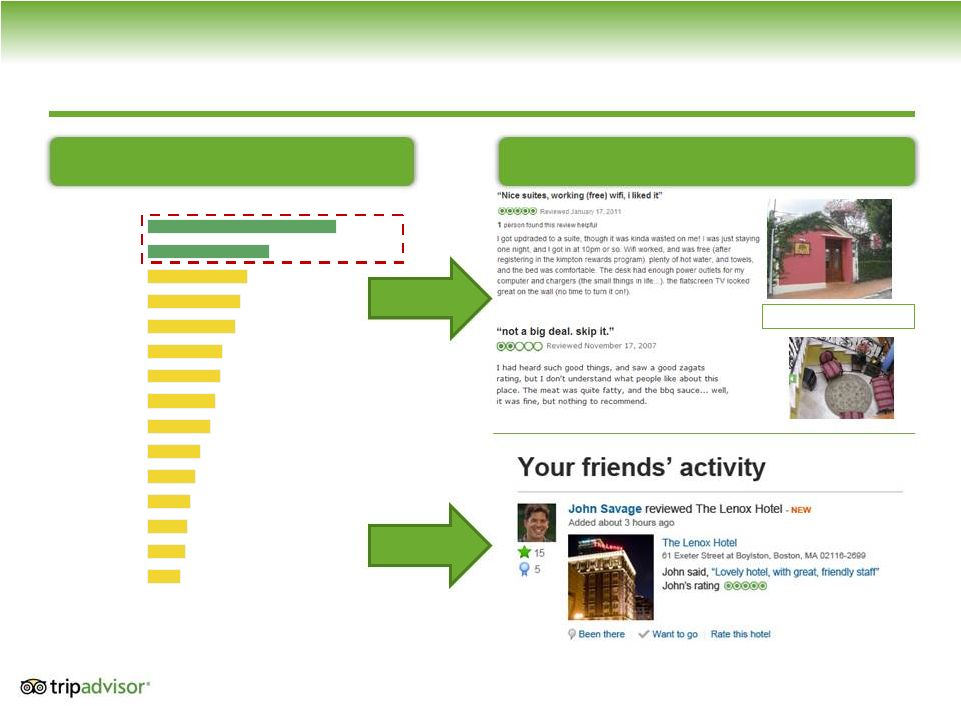 “Nice suites, working (free) wifi, i liked it”
Reviewed January 17, 2011
1 person found this review helpful
I got updraded to a suite, though it was kinda wasted on me! i was just staying
one night, and I got in at 10pm or so. Wifi worked, and was free (after
registering in the kimpton rewards program). plenty of hot water, and towels,
and the bed was comfortable. The desk had enough power outlets for my
computer and chargers (the small things in life...). the flatscreen TV looked
great on the wall (no time to turn it on!).
“not a big deal. skip it.”
Reviewed November 17, 2007
I had heard such good things, and saw a good zagats
rating, but I don’t understand what people like about this
place. The meat was quite fatty, and the bbq sauce... well,
it was fine, but nothing to recommend.
Your friends’ activity
John Savage reviewed The Lenox Hotel - NEW
Added about 3 hours ago
15
5
The Lenox
The Lenox Hotel
61 Exeter Street at Boylston, Boston, MA 02116-2699
John said, “Lovely hotel, with great, friendly staff”
John’s rating
Been there
Want to go
Rate this hotel
tripadvisor®